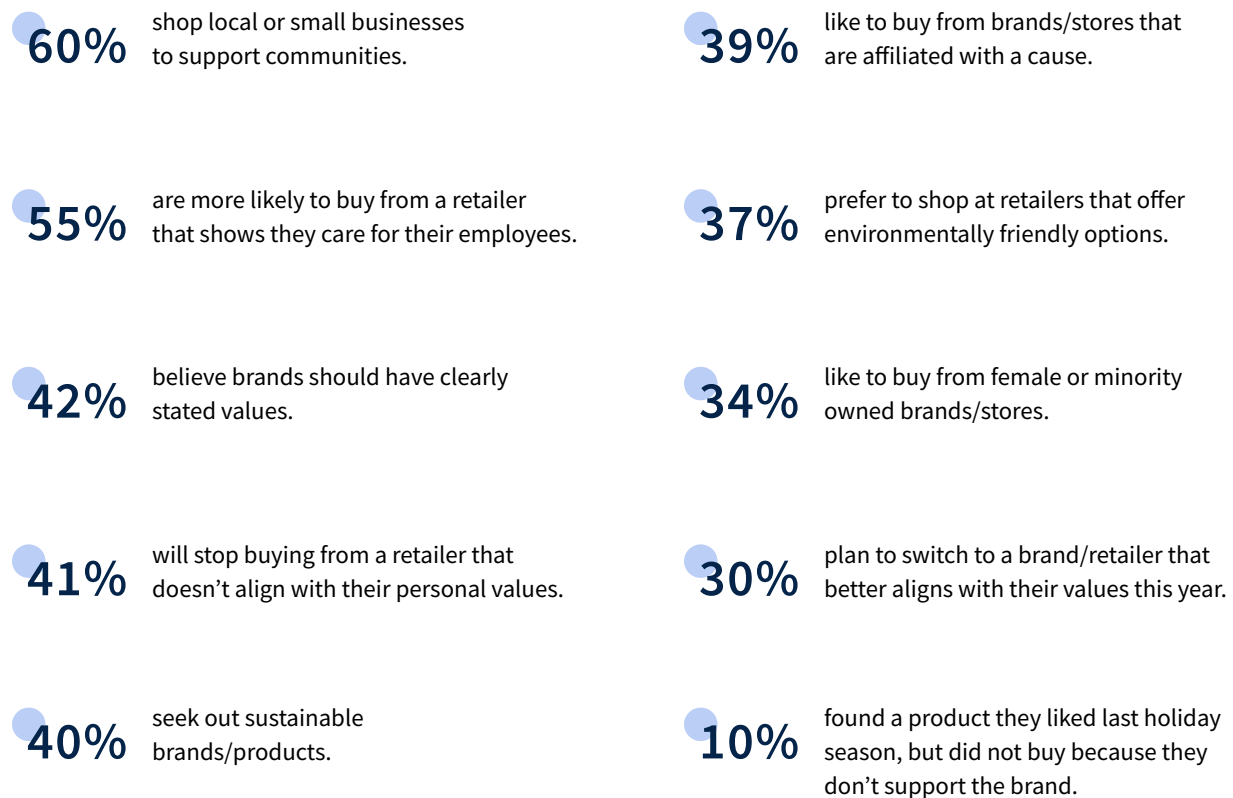 60%
shop local or small businesses
to support communities.
55%
are more likely to buy from a retailer
that shows they care for their employees.
42%
believe brands should have clearly
stated values.
41%
will stop buying from a retailer that
doesn’t align with their personal values.
40%
seek out sustainable
brands/products.
39%
like to buy from brands/stores that
are affiliated with a cause.
37%
prefer to shop at retailers that offer
environmentally friendly options.
34%
like to buy from female or minority
owned brands/stores.
30%
plan to switch to a brand/retailer that
better aligns with their values this year.
10%
found a product they liked last holiday
season, but did not buy because they
don’t support the brand.